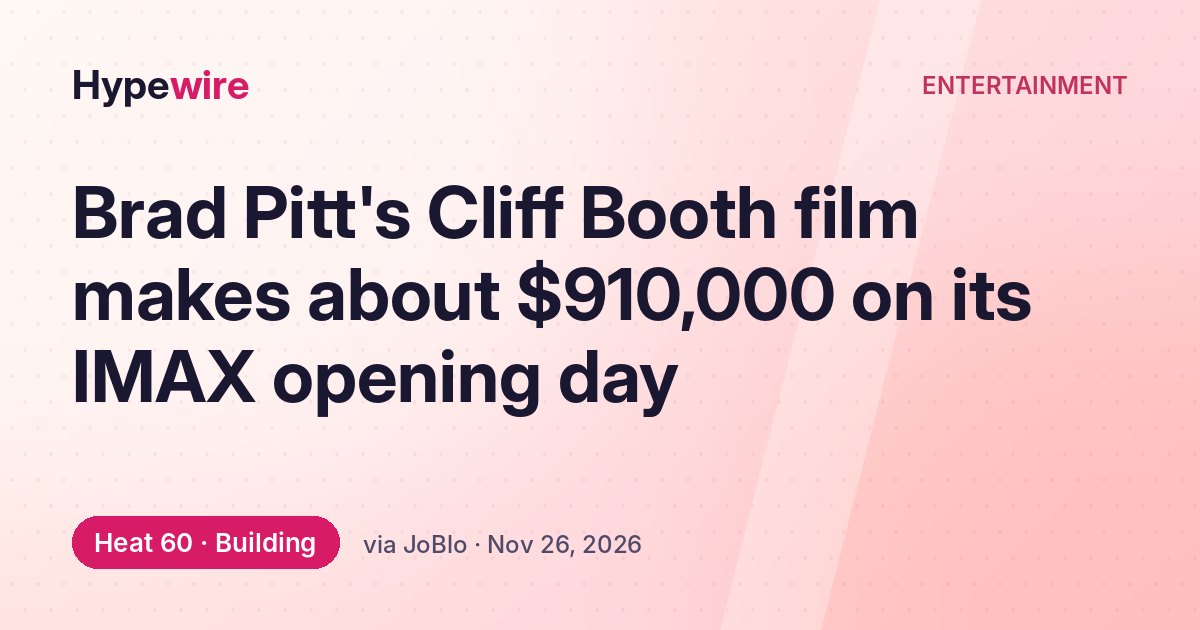 Hypewire
ENTERTAINMENT
Brad Pitt's Cliff Booth film
makes about $910,000 on its
IMAX opening day
Heat 60 · Building
via JoBlo · Nov 26, 2026